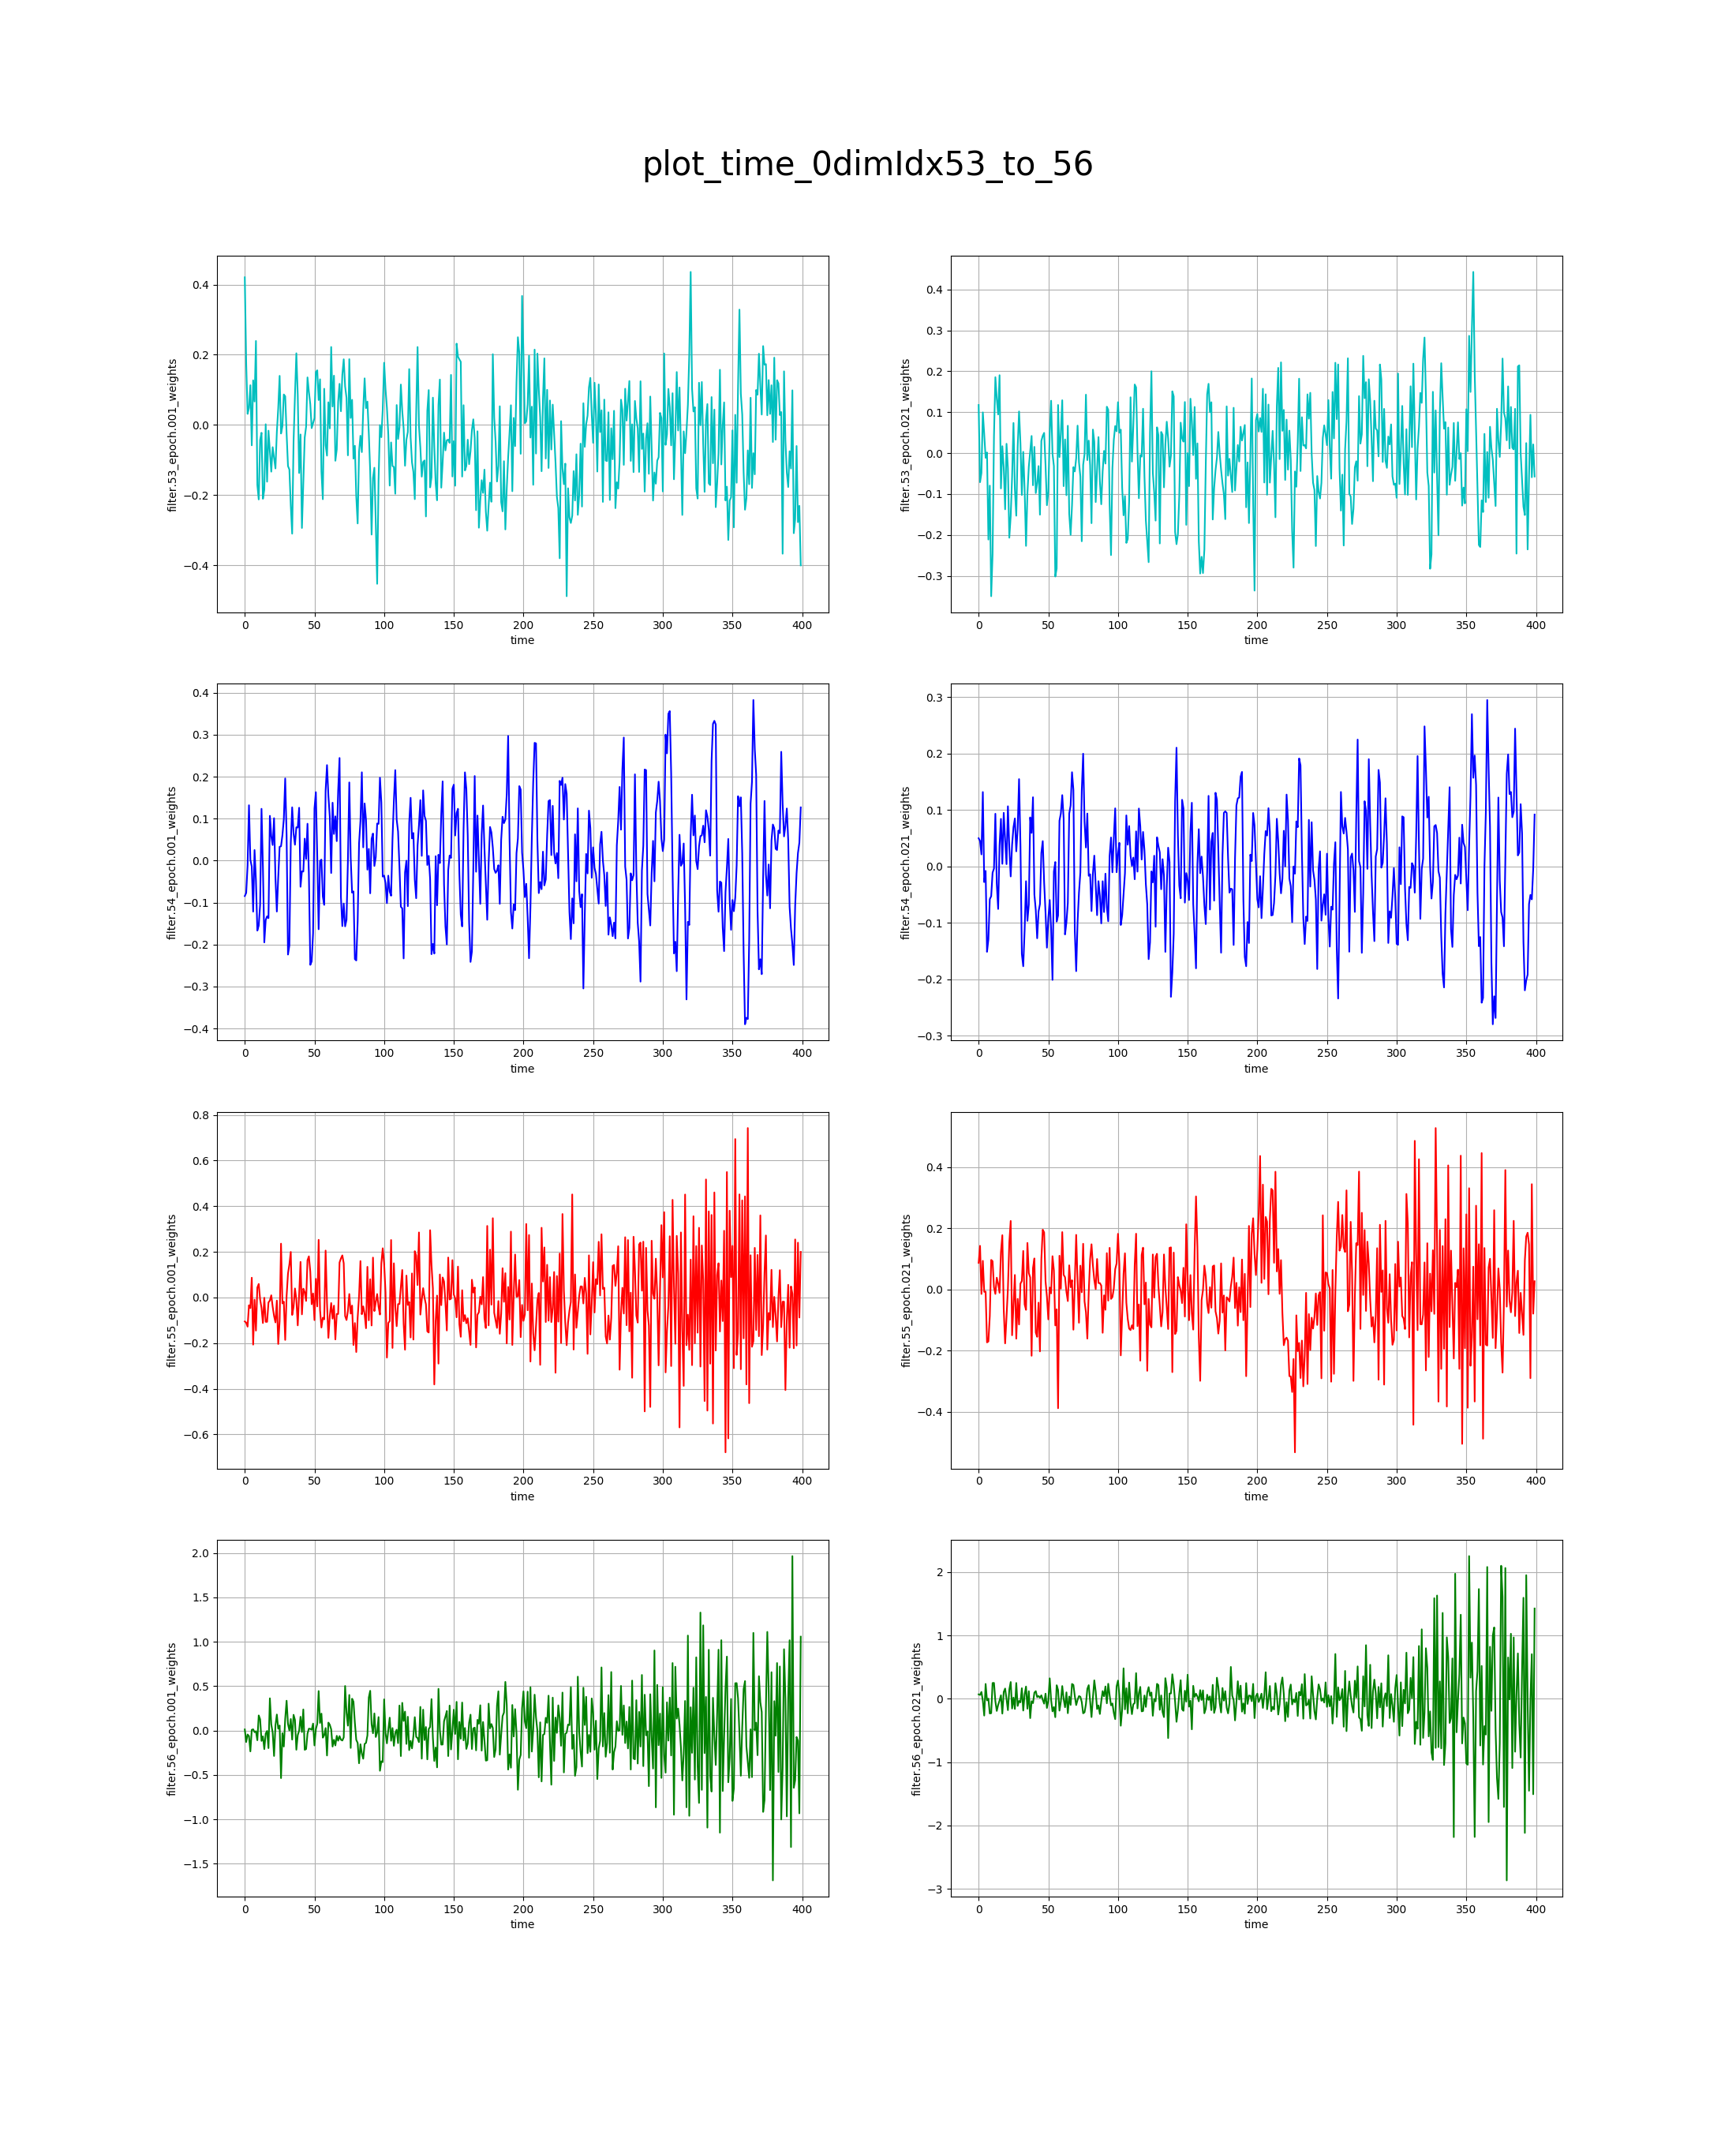 plot_time_0dimIdx53_to_56
filter.53_epoch.001_weights
0.4
0.2
0.0
−0.2
−0.4
0 50 100 150 200 250 300 350 400
time
filter.53_epoch.021_weights
0.4
0.3
0.2
0.1
0.0
−0.1
−0.2
−0.3
0 50 100 150 200 250 300 350 400
time
filter.54_epoch.001_weights
0.4
0.3
0.2
0.1
0.0
−0.1
−0.2
−0.3
−0.4
0 50 100 150 200 250 300 350 400
time
filter.54_epoch.021_weights
0.3
0.2
0.1
0.0
−0.1
−0.2
−0.3
0 50 100 150 200 250 300 350 400
time
filter.55_epoch.001_weights
0.8
0.6
0.4
0.2
0.0
−0.2
−0.4
−0.6
0 50 100 150 200 250 300 350 400
time
filter.55_epoch.021_weights
0.4
0.2
0.0
−0.2
−0.4
0 50 100 150 200 250 300 350 400
time
filter.56_epoch.001_weights
2.0
1.5
1.0
0.5
0.0
−0.5
−1.0
−1.5
0 50 100 150 200 250 300 350 400
time
filter.56_epoch.021_weights
2
1
0
−1
−2
−3
0 50 100 150 200 250 300 350 400
time